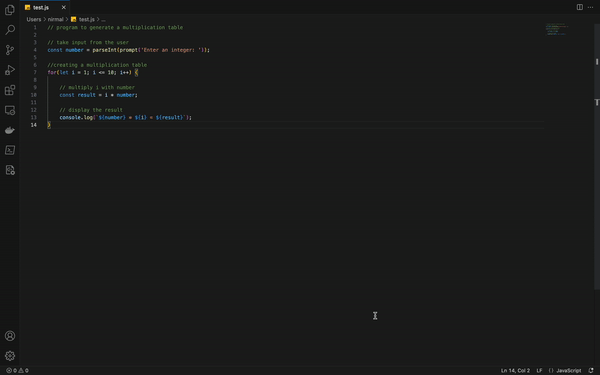 test.js
Users > nirmal > test.js > ...
1 // program to generate a multiplication table
2
3 // take input from the user
4 const number = parseInt(prompt('Enter an integer: '));
5
6 //creating a multiplication table
7 for(let i = 1; i <= 10; i++) {
8
9 // multiply i with number
10 const result = i * number;
11
12 // display the result
13 console.log(`${number} * ${i} = ${result}`);
14 }
0 0 Ln 14, Col 2 LF {} JavaScript